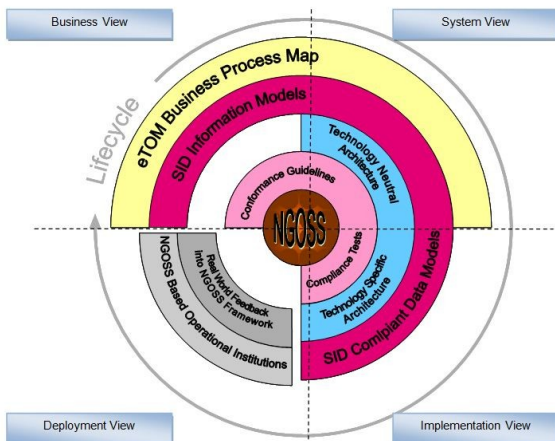 Business View
System View
Lifecycle
eTOM Business Process Map
SID Information Models
Technology Neutral
Architecture
Conformance Guidelines
NGOSS
Compliance Tests
Technology Specific
Architecture
SID Comlpiant Data Models
Real World Feedback
into NGOSS Framework
NGOSS Based Operational Institutions
Deployment View
Implementation View